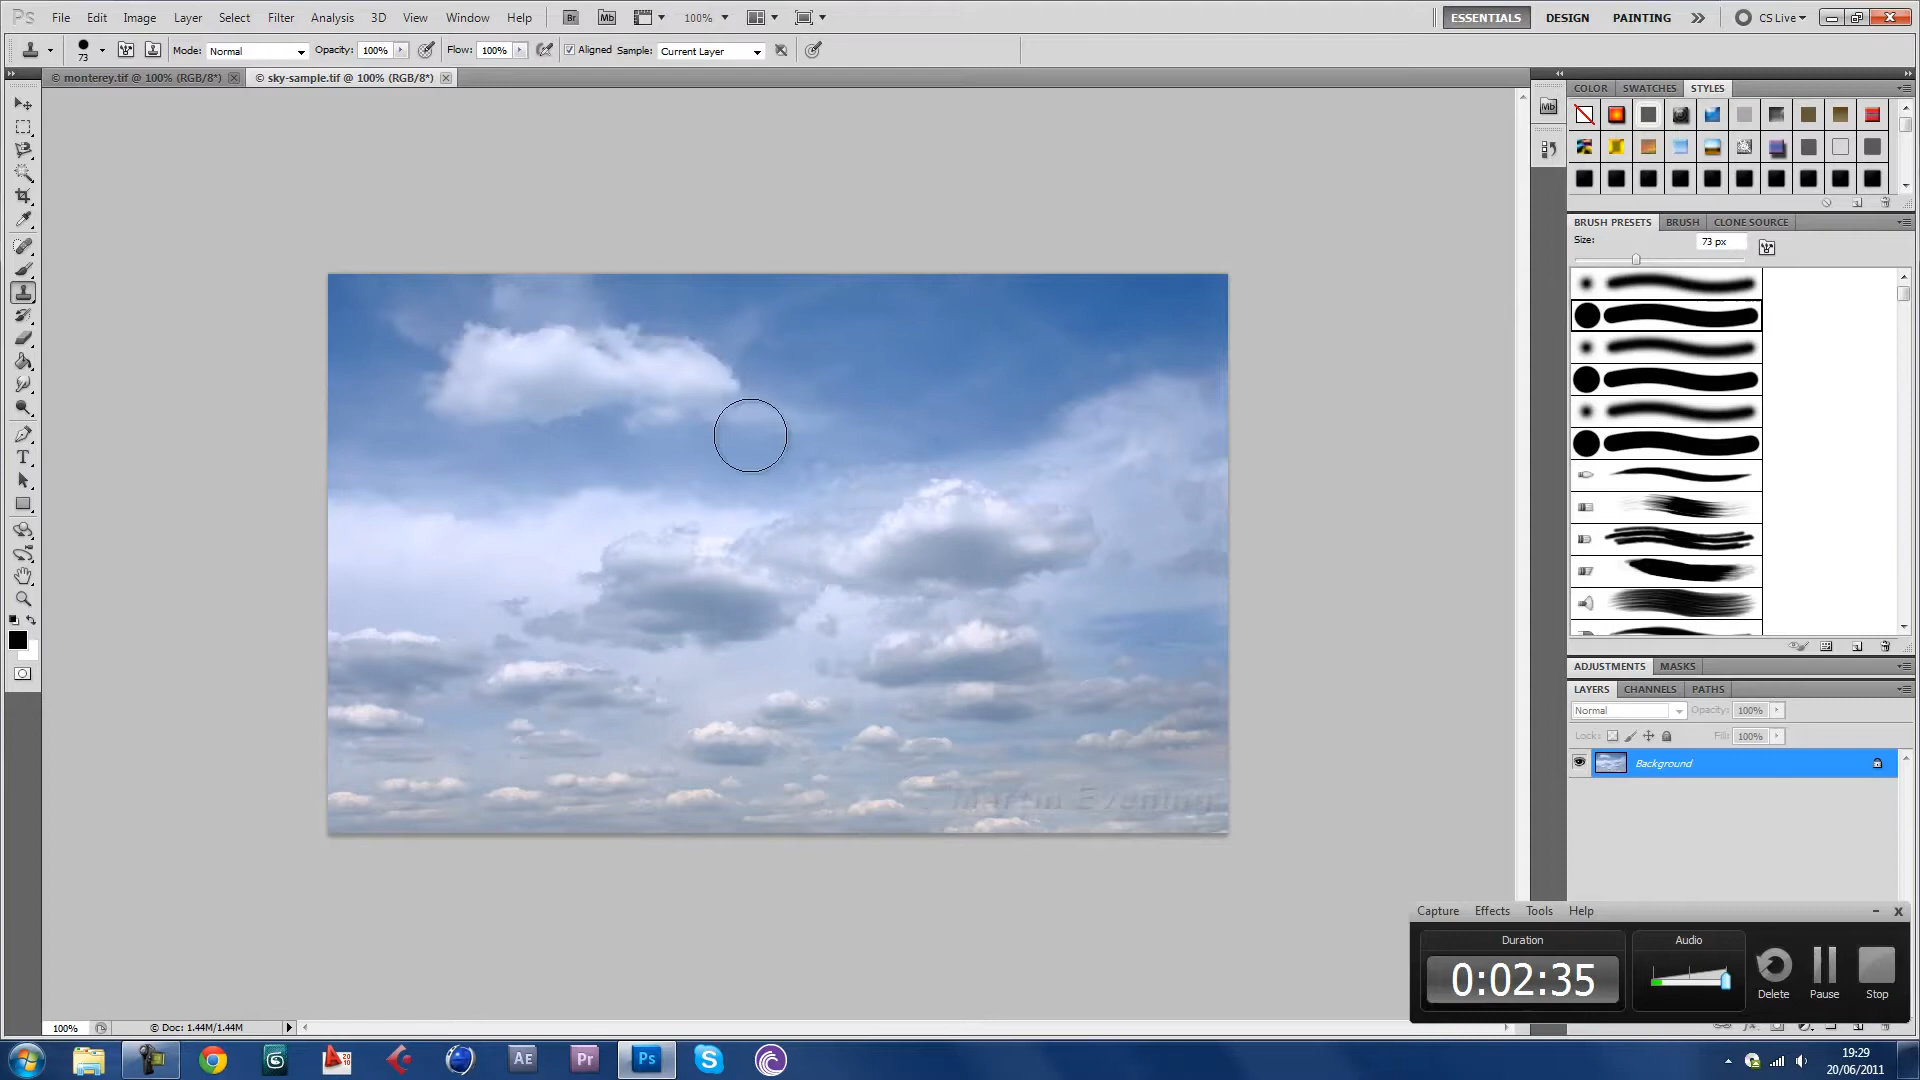 Ps File Edit Image Layer Select Filter Analysis 3D View Window Help Br Mb 100% ESSENTIALS DESIGN PAINTING CS Live
73 Mode: Normal Opacity: 100% Flow: 100% Aligned Sample: Current Layer
© monterey.tif @ 100% (RGB/8*) © sky-sample.tif @ 100% (RGB/8*)
COLOR SWATCHES STYLES
Mb
BRUSH PRESETS BRUSH CLONE SOURCE
Size: 73 px
T
ADJUSTMENTS MASKS
LAYERS CHANNELS PATHS
Normal Opacity: 100%
Lock: Fill: 100%
Background
Martin Evening
Capture Effects Tools Help
Duration Audio
0:02:35
Delete Pause Stop
100% © Doc: 1.44M/1.44M
2010 AE Pr Ps S
19:29
20/06/2011